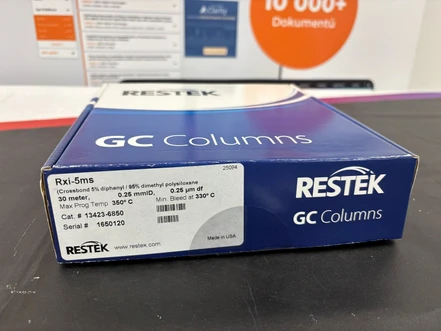 10 000+
Dokumentů
Clarity
RESTEK
GC Columns
25094
Rxi-5ms
(Crossbond 5% diphenyl / 95% dimethyl polysiloxane
30 meter, 0.25 mmID, 0.25 µm df
Max Prog Temp 350° C Min. Bleed at 330° C
Cat. # 13423-6850
Serial # 1650120
RESTEK www.restek.com
Made in USA
RESTEK
GC Columns